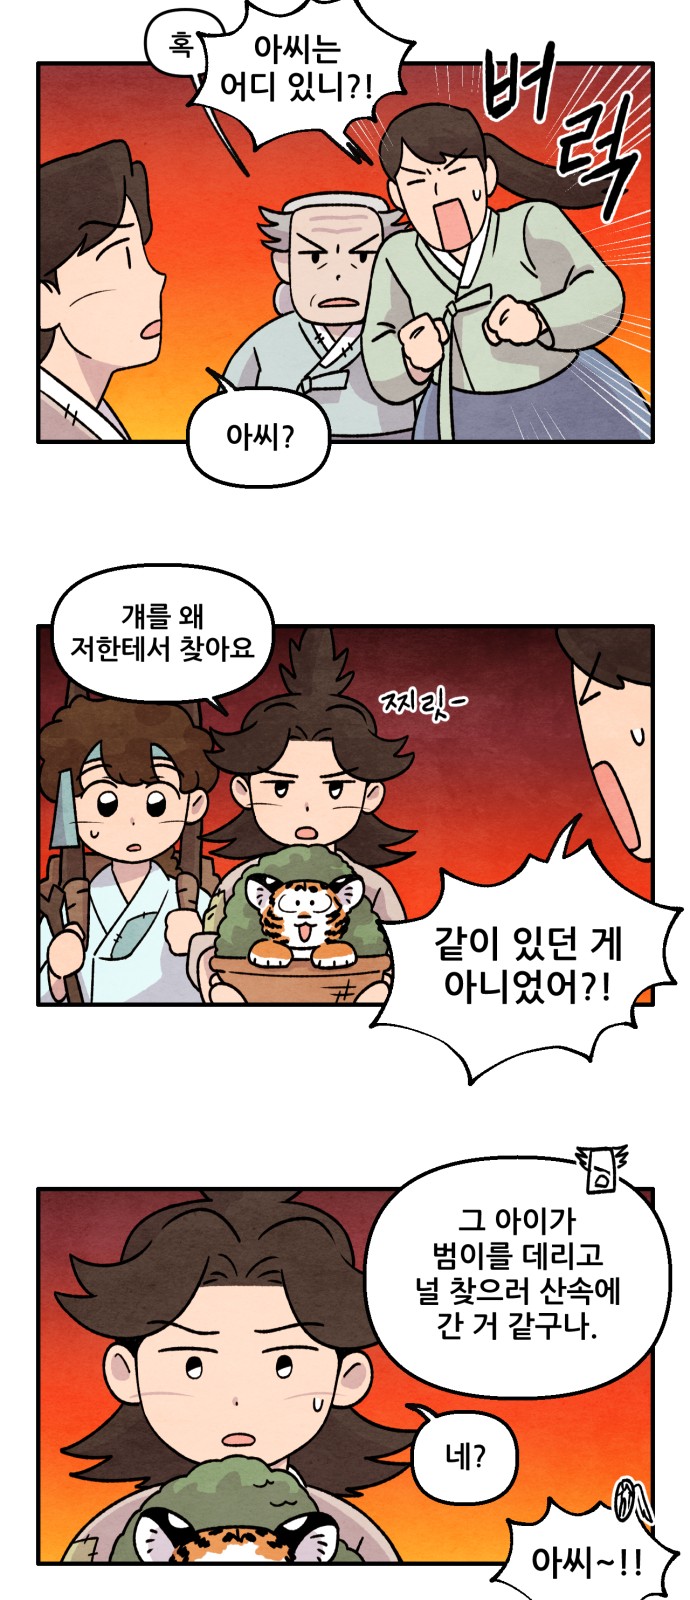 혹
아씨는
어디 있니?!
버럭
아씨?
걔를 왜
저한테서 찾아요
찌릿-
같이 있던 게
아니었어?!
그 아이가
범이를 데리고
널 찾으러 산속에
간 거 같구나.
네?
아씨~!!